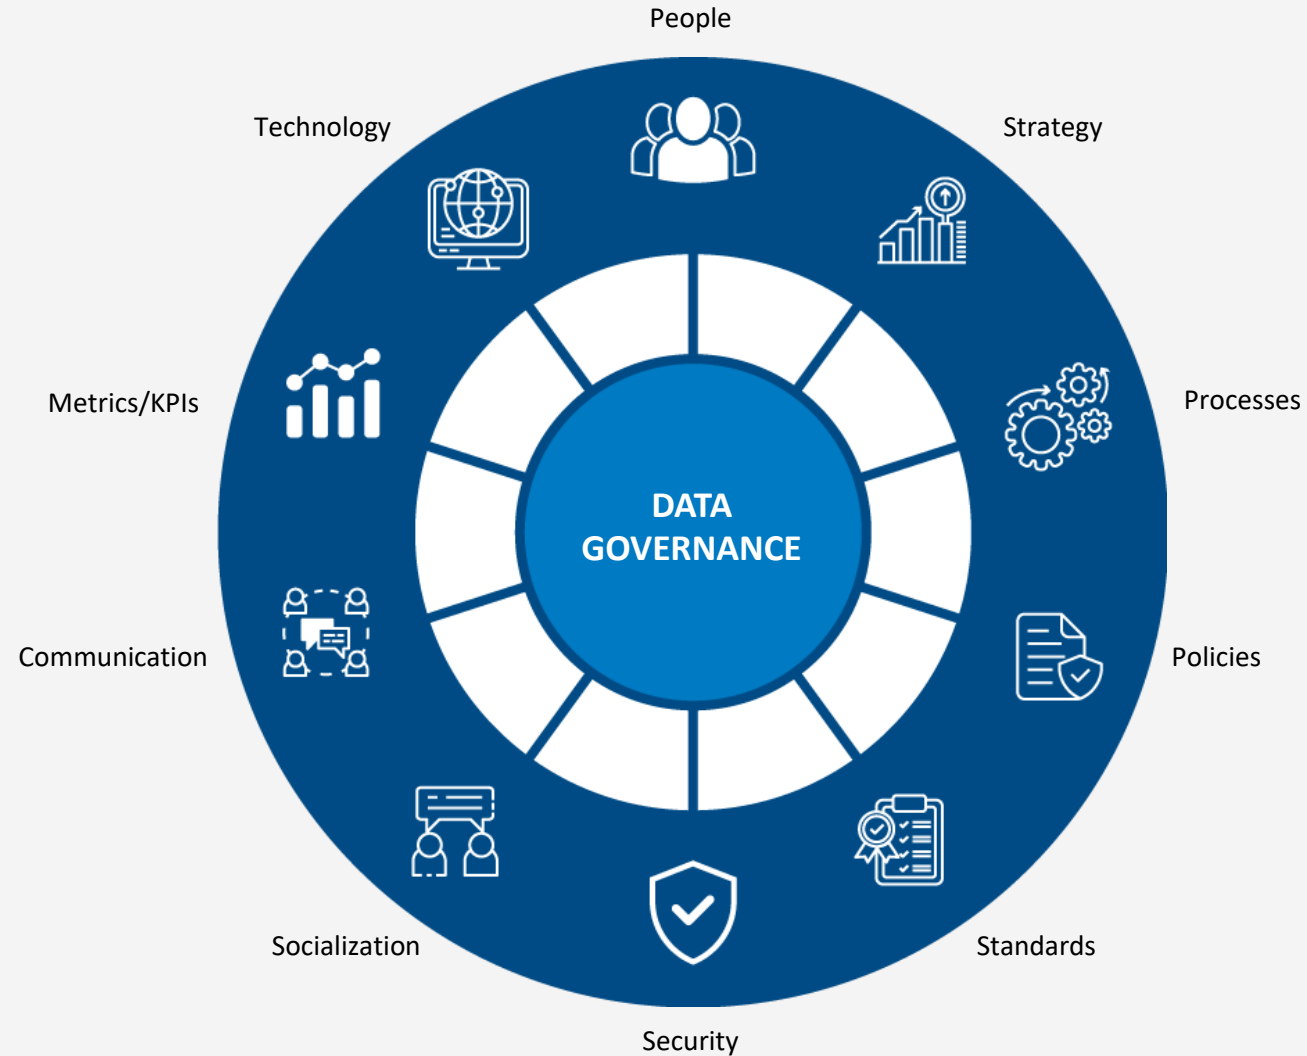 People
Technology
Strategy
Metrics/KPIs
Processes
DATA
GOVERNANCE
Communication
Policies
Socialization
Standards
Security